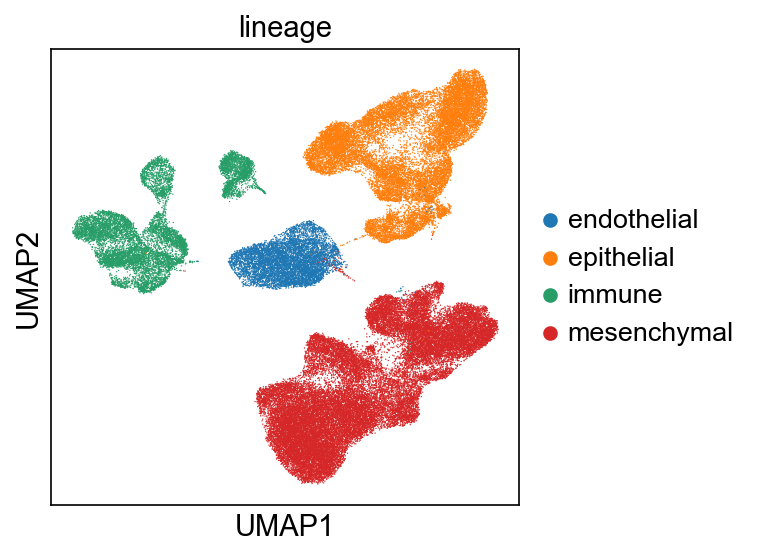 lineage
UMAP2
UMAP1
endothelial
epithelial
immune
mesenchymal